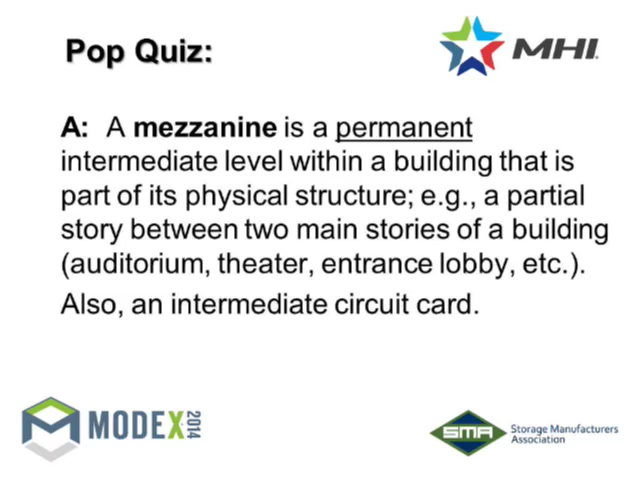 Pop Quiz:
MHI.
A: A mezzanine is a permanent
intermediate level within a building that is
part of its physical structure; e.g., a partial
story between two main stories of a building
(auditorium, theater, entrance lobby, etc.).
Also, an intermediate circuit card.
MODEX 2014
SMA Storage Manufacturers
Association